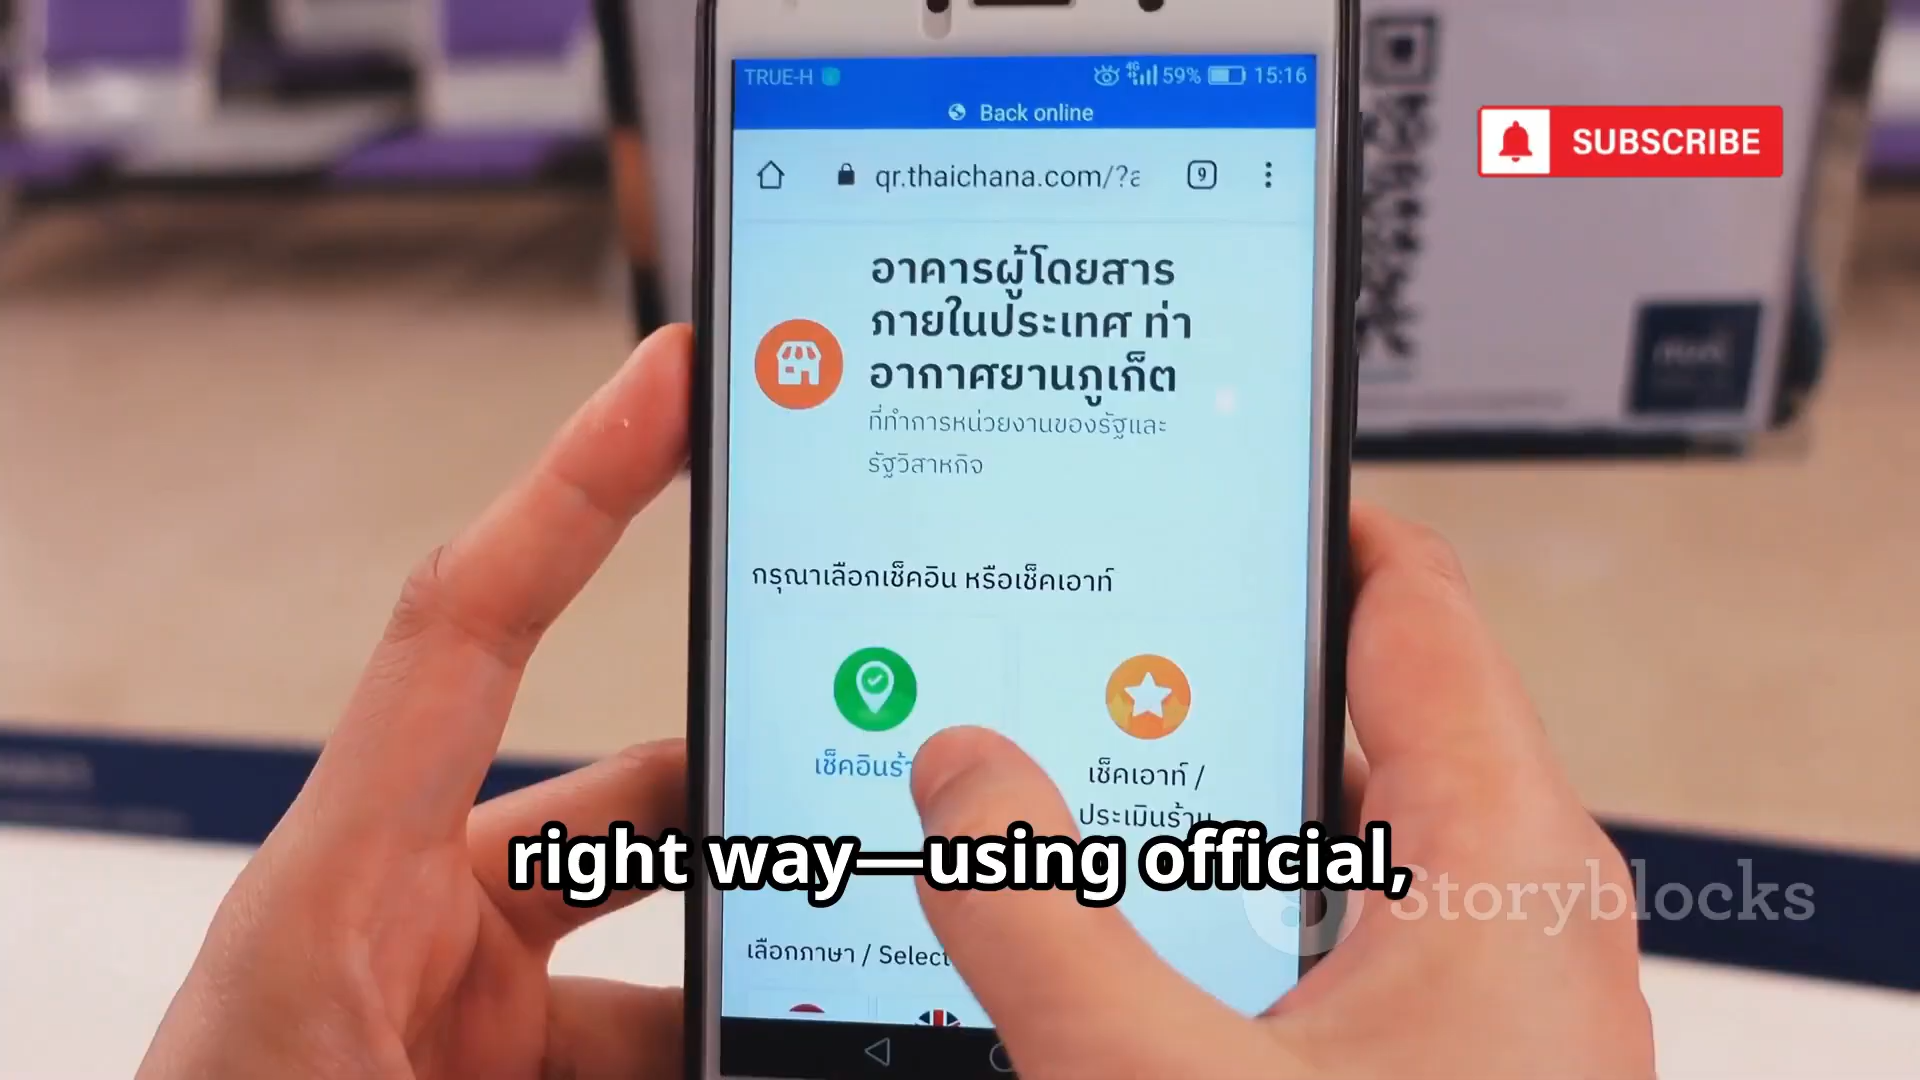 TRUE-H
4G 59% 15:16
Back online
qr.thaichana.com/?a
9
SUBSCRIBE
อาคารผู้โดยสาร
ภายในประเทศ ท่า
อากาศยานภูเก็ต
ที่ทำการหน่วยงานของรัฐและ
รัฐวิสาหกิจ
กรุณาเลือกเช็คอิน หรือเช็คเอาท์
เช็คอินร้า
เช็คเอาท์ /
ประเมินร้าน
right way—using official,
Storyblocks
เลือกภาษา / Select